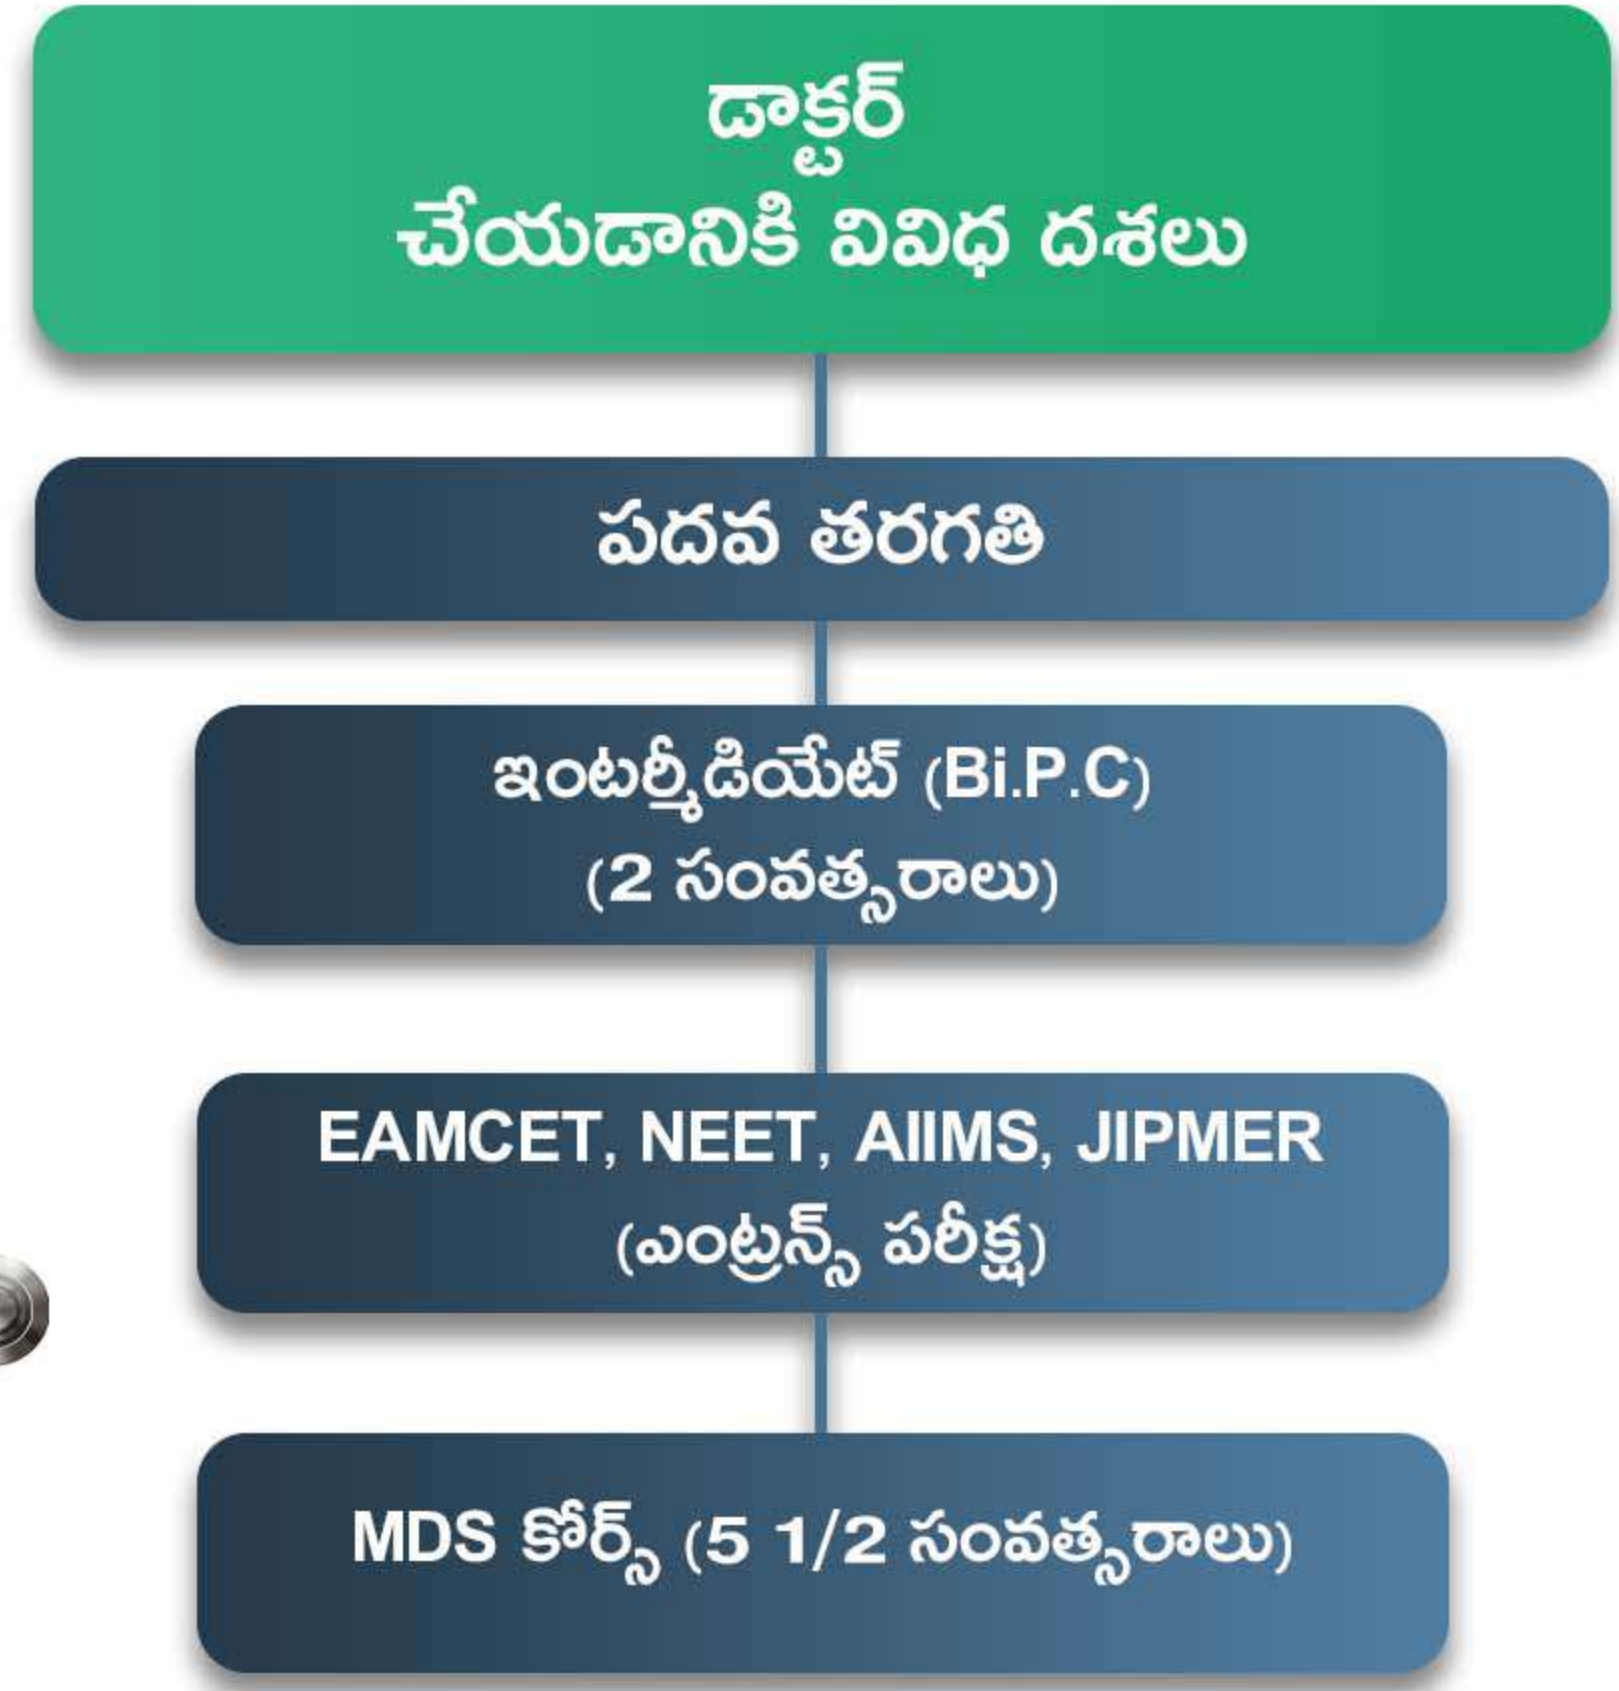 డాక్టర్
చేయడానికి వివిధ దశలు
పదవ తరగతి
ఇంటర్మీడియేట్ (Bi.P.C)
(2 సంవత్సరాలు)
EAMCET, NEET, AIIMS, JIPMER
(ఎంట్రన్స్ పరీక్ష)
MDS కోర్స్ (5 1/2 సంవత్సరాలు)